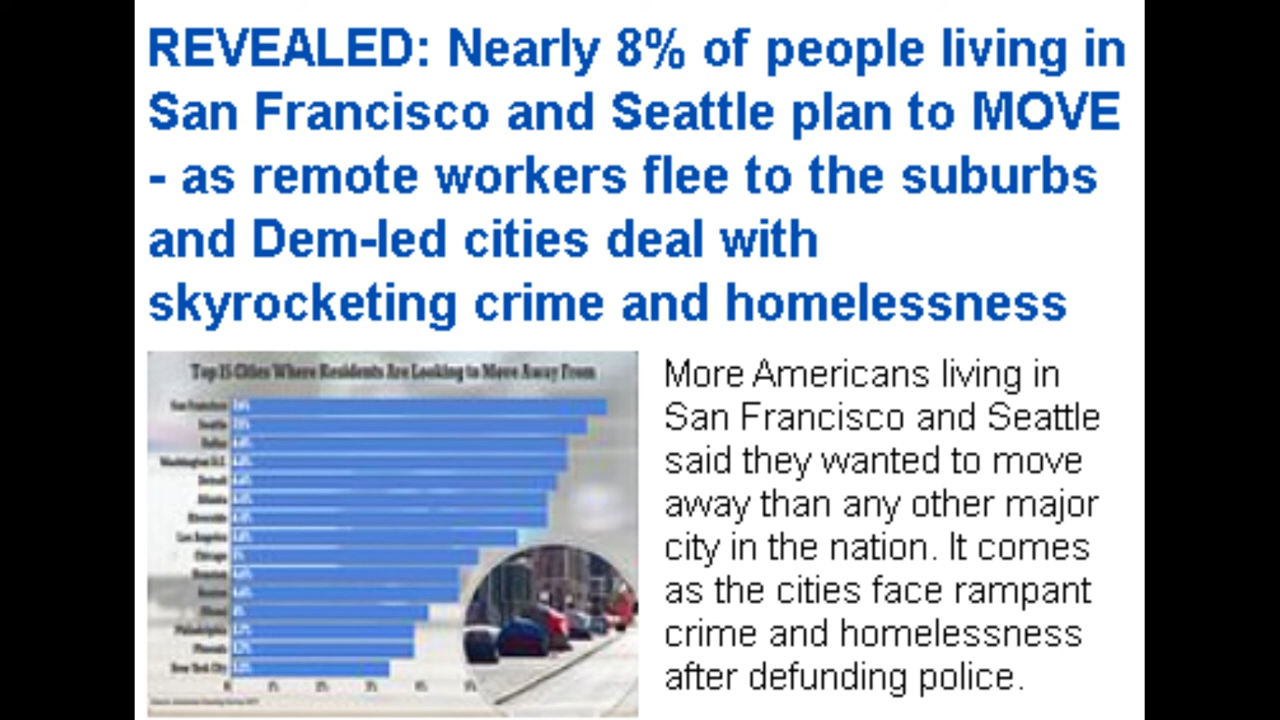 REVEALED: Nearly 8% of people living in
San Francisco and Seattle plan to MOVE
- as remote workers flee to the suburbs
and Dem-led cities deal with
skyrocketing crime and homelessness
Top 15 Cities Where Residents Are Looking to Move Away From
San Francisco
Seattle
Dallas
Washington D.C.
Detroit
Atlanta
Riverside
Los Angeles
Chicago
Houston
Boston
Miami
Philadelphia
Phoenix
New York City
More Americans living in
San Francisco and Seattle
said they wanted to move
away than any other major
city in the nation. It comes
as the cities face rampant
crime and homelessness
after defunding police.